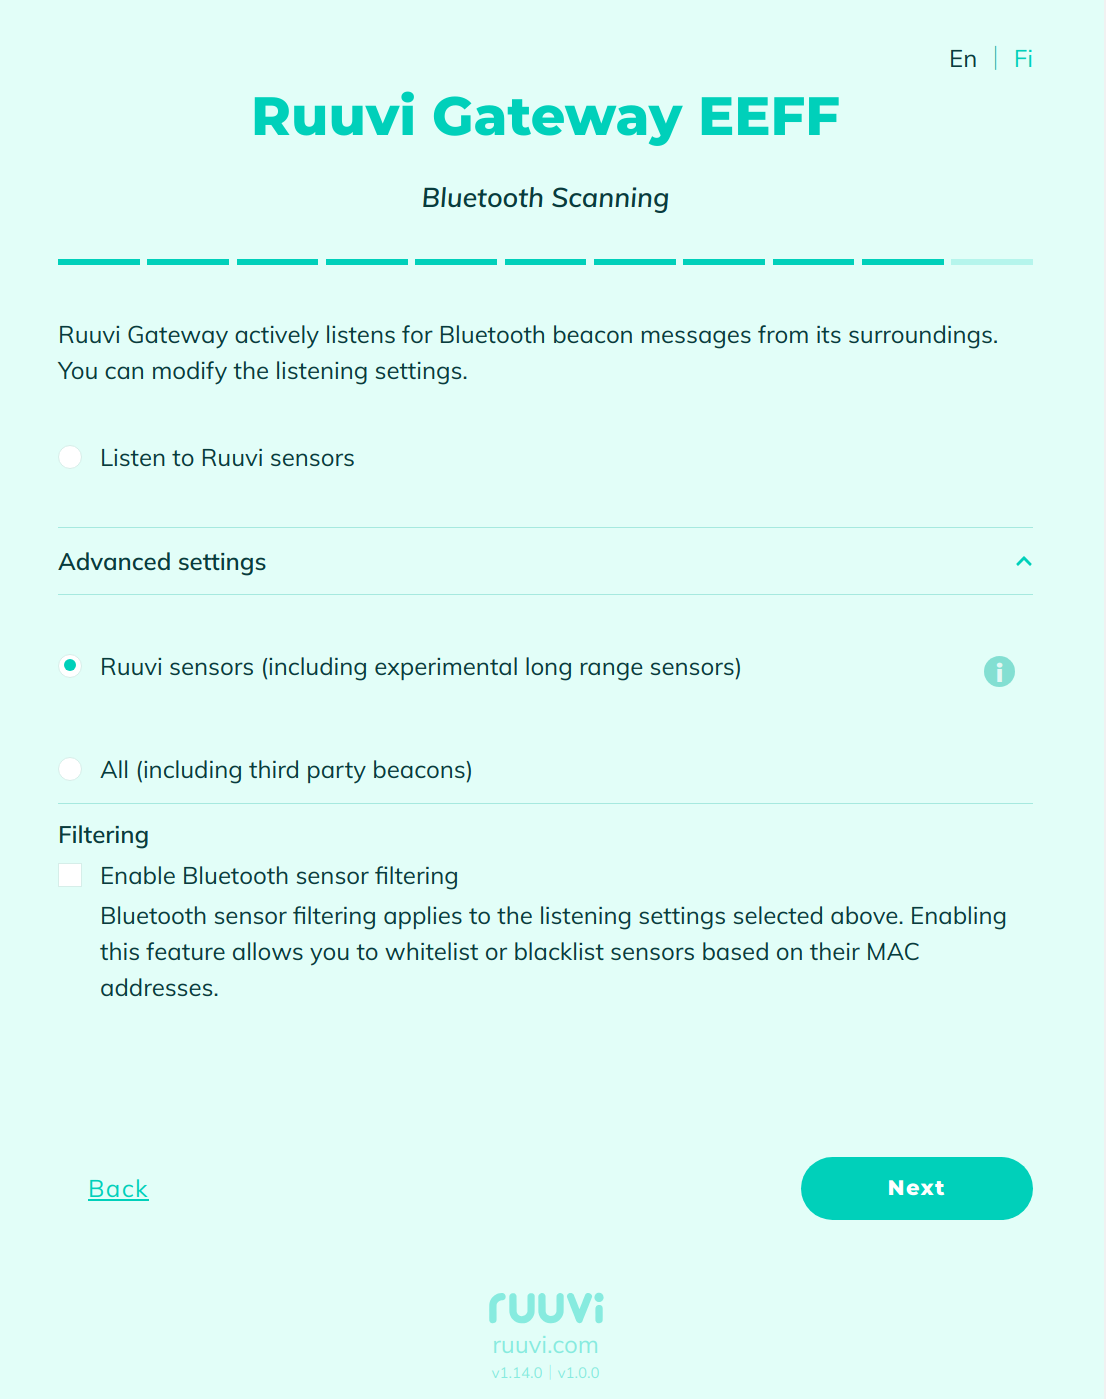 En | Fi
Ruuvi Gateway EEFF
Bluetooth Scanning
Ruuvi Gateway actively listens for Bluetooth beacon messages from its surroundings.
You can modify the listening settings.
Listen to Ruuvi sensors
Advanced settings
Ruuvi sensors (including experimental long range sensors)
All (including third party beacons)
Filtering
Enable Bluetooth sensor filtering
Bluetooth sensor filtering applies to the listening settings selected above. Enabling
this feature allows you to whitelist or blacklist sensors based on their MAC
addresses.
Back
Next
ruuvi
ruuvi.com
v1.14.0 | v1.0.0